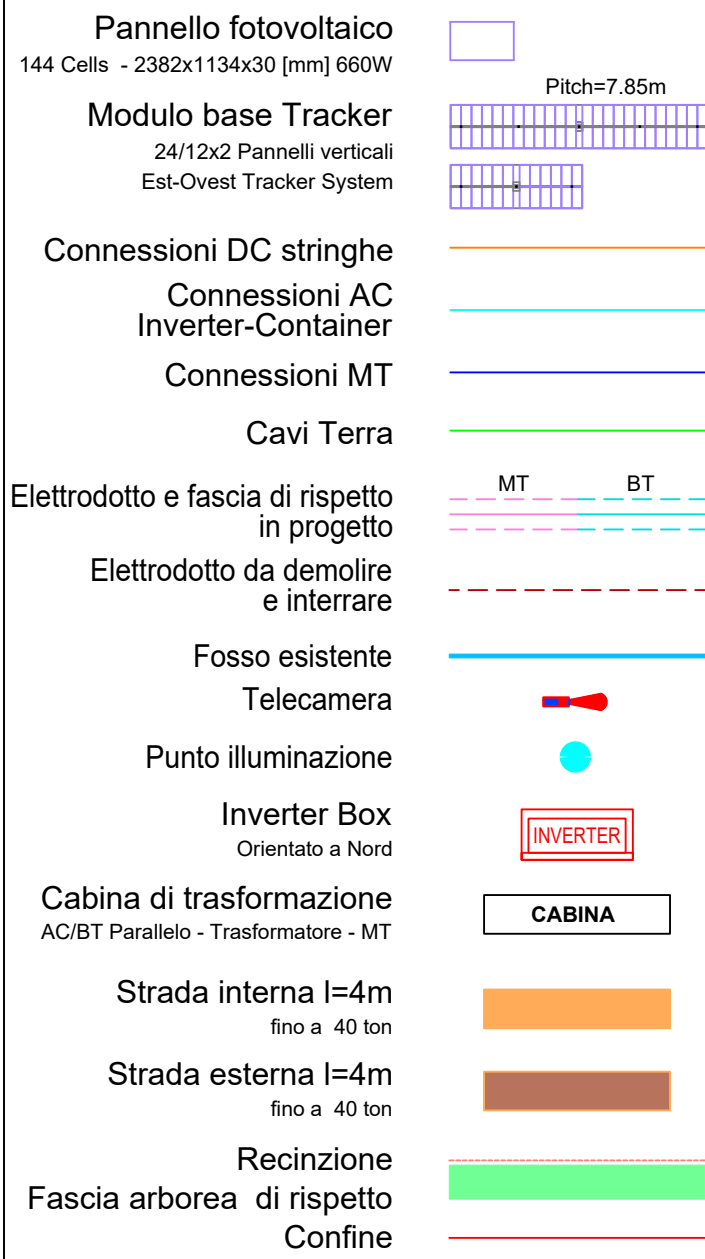 Pannello fotovoltaico
144 Cells - 2382x1134x30 [mm] 660W
Pitch=7.85m
Modulo base Tracker
24/12x2 Pannelli verticali
Est-Ovest Tracker System
Connessioni DC stringhe
Connessioni AC
Inverter-Container
Connessioni MT
Cavi Terra
MT BT
Elettrodotto e fascia di rispetto
in progetto
Elettrodotto da demolire
e interrare
Fosso esistente
Telecamera
Punto illuminazione
Inverter Box
Orientato a Nord
INVERTER
Cabina di trasformazione
AC/BT Parallelo - Trasformatore - MT
CABINA
Strada interna l=4m
fino a 40 ton
Strada esterna l=4m
fino a 40 ton
Recinzione
Fascia arborea di rispetto
Confine